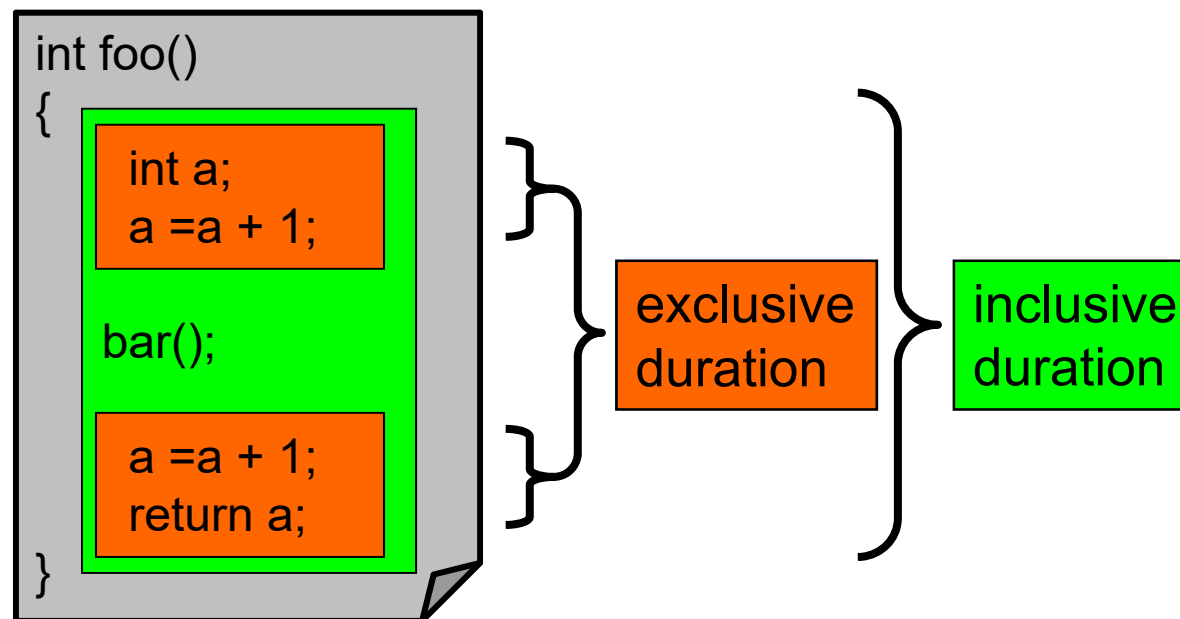 int foo()
{
int a;
a =a + 1;
bar();
a =a + 1;
return a;
}
exclusive
duration
inclusive
duration